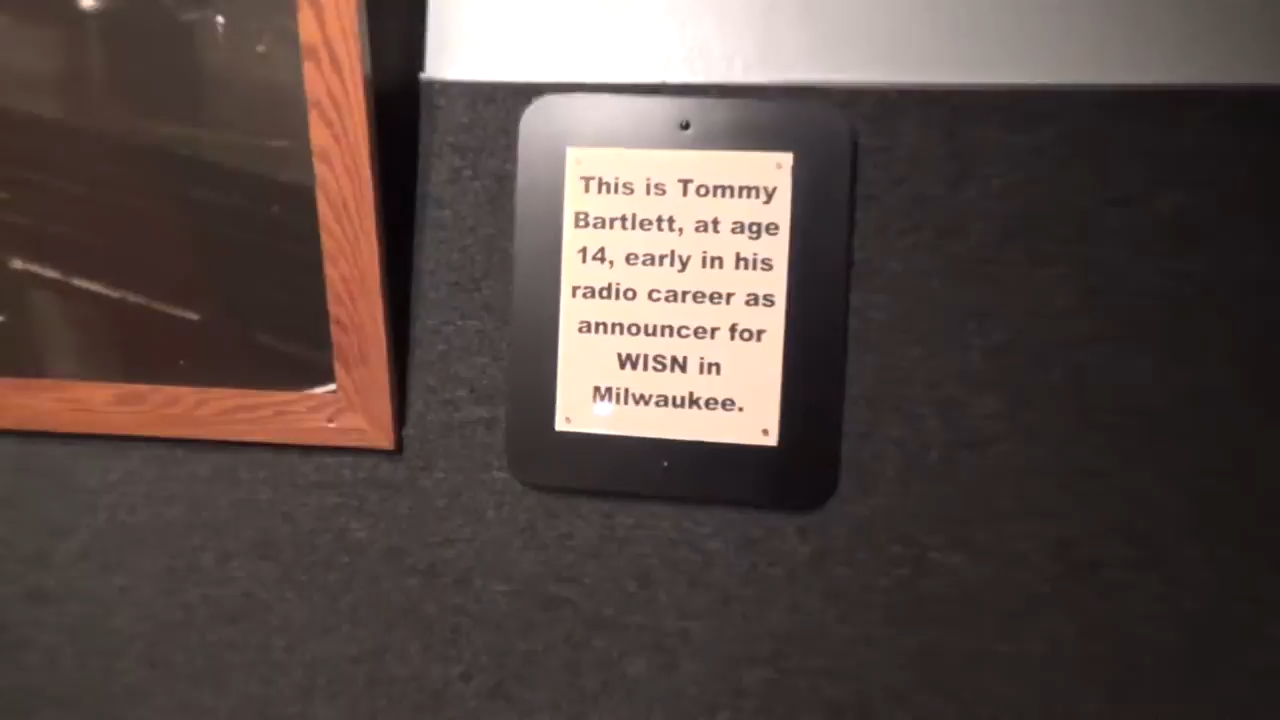 This is Tommy
Bartlett, at age
14, early in his
radio career as
announcer for
WISN in
Milwaukee.